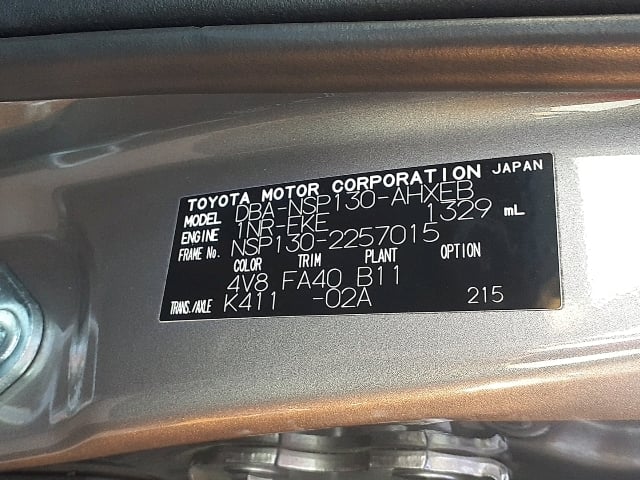 TOYOTA MOTOR CORPORATION JAPAN
MODEL DBA-NSP130-AHXEB
ENGINE 1NR-FKE 1329 mL
FRAME No. NSP130-2257015
COLOR TRIM PLANT OPTION
4V8 FA40 B11
TRANS./AXLE K411 -02A 215